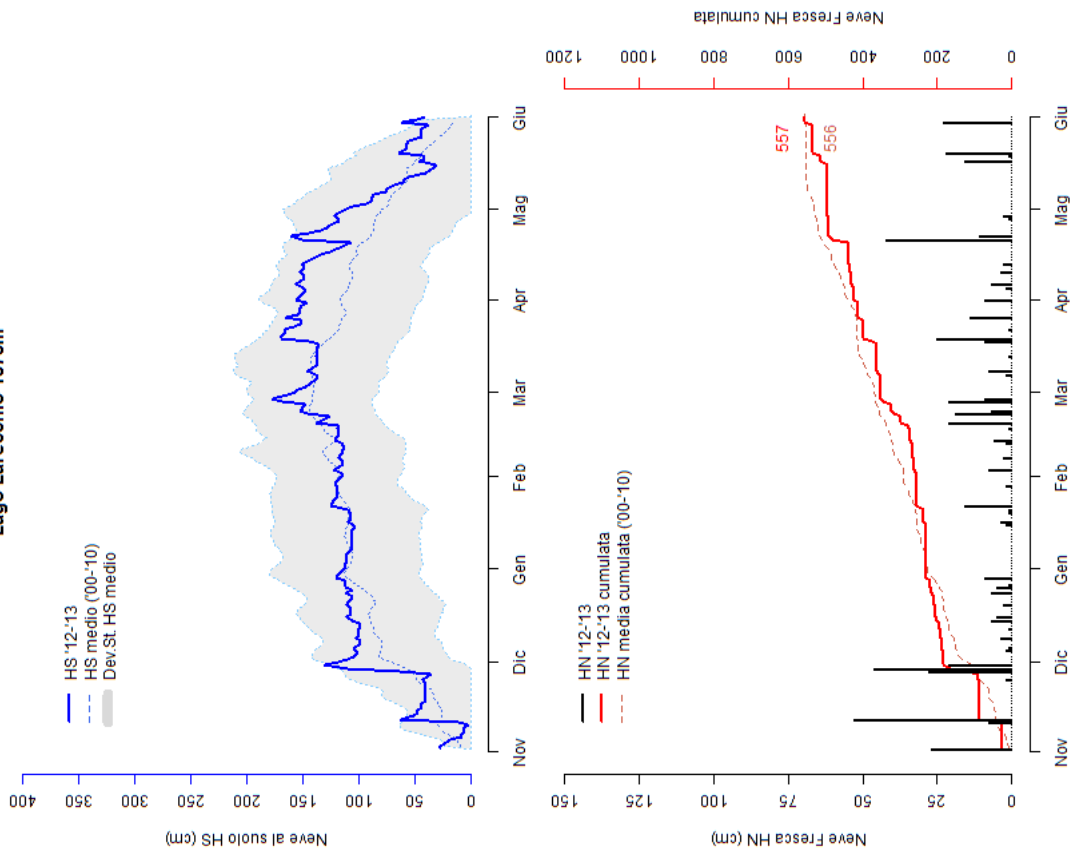 HS '12-13
HS medio ('00-'10)
Dev.St. HS medio
Neve al suolo HS (cm)
0 50 100 150 200 250 300 350 400
Nov Dic Gen Feb Mar Apr Mag Giu
HN '12-13
HN '12-13 cumulata
HN media cumulata ('00-'10)
557
556
Neve Fresca HN (cm)
0 25 50 75 100 150
Neve Fresca HN cumulata
0 200 400 600 800 1000 1200
Nov Dic Gen Feb Mar Apr Mag Giu